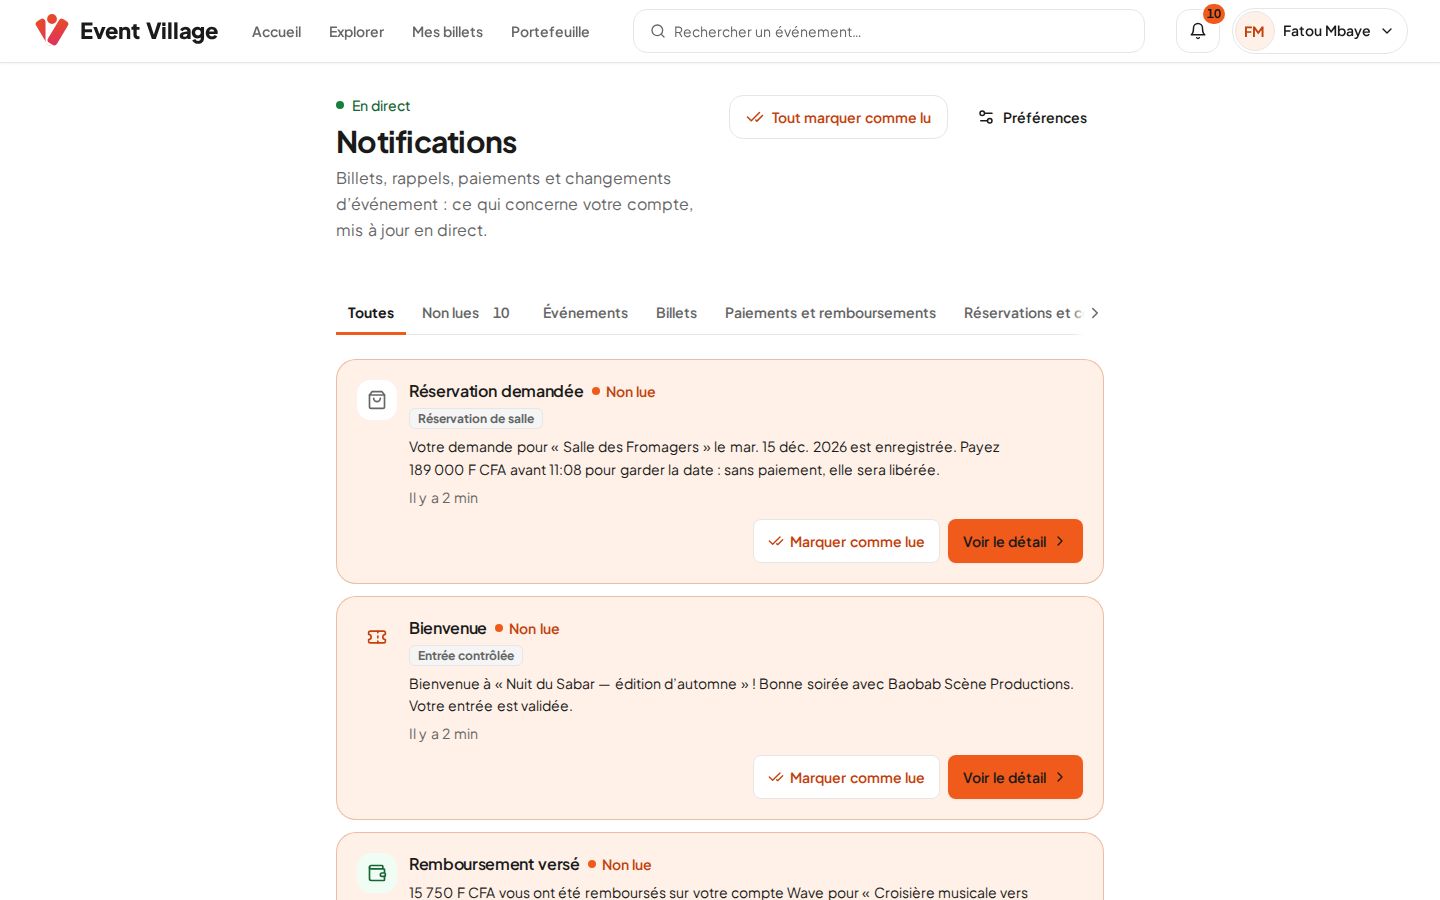 Event Village
Accueil
Explorer
Mes billets
Portefeuille
Rechercher un événement…
10
FM
Fatou Mbaye
En direct
Notifications
Billets, rappels, paiements et changements
d’événement : ce qui concerne votre compte,
mis à jour en direct.
Tout marquer comme lu
Préférences
Toutes
Non lues 10
Événements
Billets
Paiements et remboursements
Réservations et
Réservation demandée
Non lue
Réservation de salle
Votre demande pour « Salle des Fromagers » le mar. 15 déc. 2026 est enregistrée. Payez
189 000 F CFA avant 11:08 pour garder la date : sans paiement, elle sera libérée.
Il y a 2 min
Marquer comme lue
Voir le détail
Bienvenue
Non lue
Entrée contrôlée
Bienvenue à « Nuit du Sabar — édition d’automne » ! Bonne soirée avec Baobab Scène Productions.
Votre entrée est validée.
Il y a 2 min
Marquer comme lue
Voir le détail
Remboursement versé
Non lue
15 750 F CFA vous ont été remboursés sur votre compte Wave pour « Croisière musicale vers